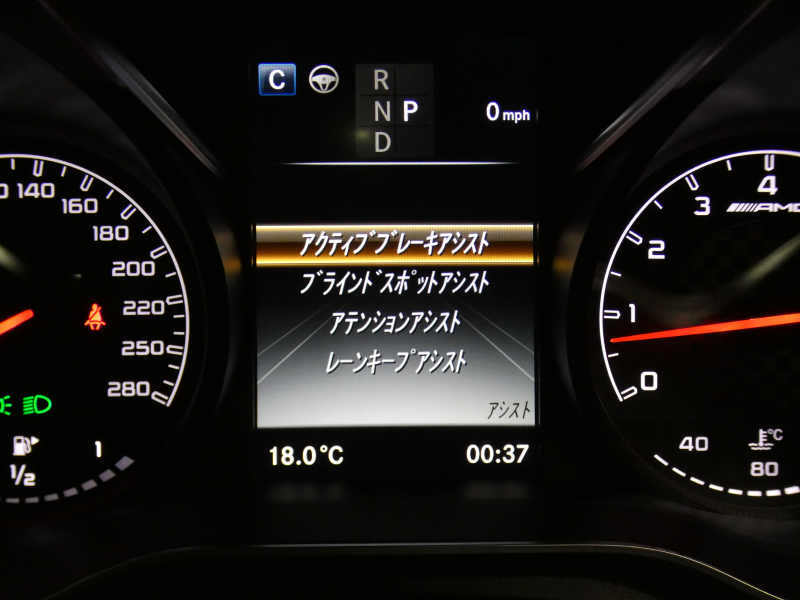 C
R
N P
D
0 mph
アクティブブレーキアシスト
ブラインドスポットアシスト
アテンションアシスト
レーンキープアシスト
アシスト
18.0°C
00:37
140
160
180
200
220
250
280
1/2
1
4
3
AMG
2
1
0
40
°C
80